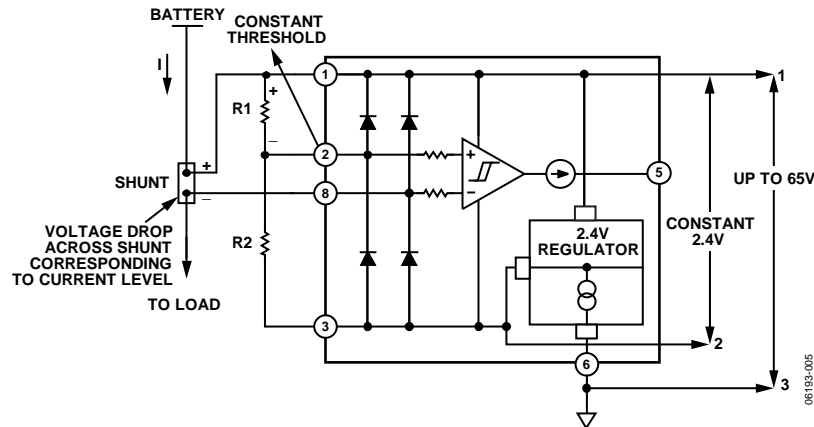 BATTERY
CONSTANT
THRESHOLD
I
1
1
+
R1
–
2
+
5
UP TO 65V
+
SHUNT
8
–
–
CONSTANT
2.4V
VOLTAGE DROP
ACROSS SHUNT
CORRESPONDING
TO CURRENT LEVEL
R2
2.4V
REGULATOR
TO LOAD
3
2
6
3
06193-005